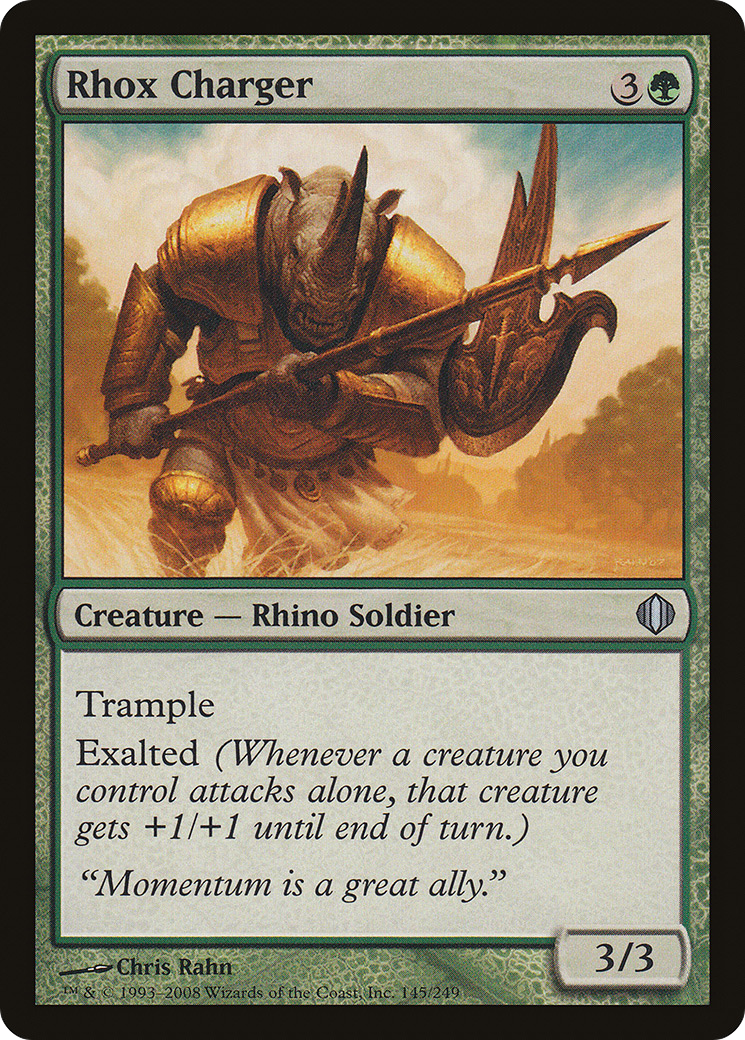 Rhox Charger 3
RAHN '07
Creature — Rhino Soldier
Trample
Exalted (Whenever a creature you
control attacks alone, that creature
gets +1/+1 until end of turn.)
“Momentum is a great ally.”
3/3
Chris Rahn
™ & © 1993–2008 Wizards of the Coast, Inc. 145/249